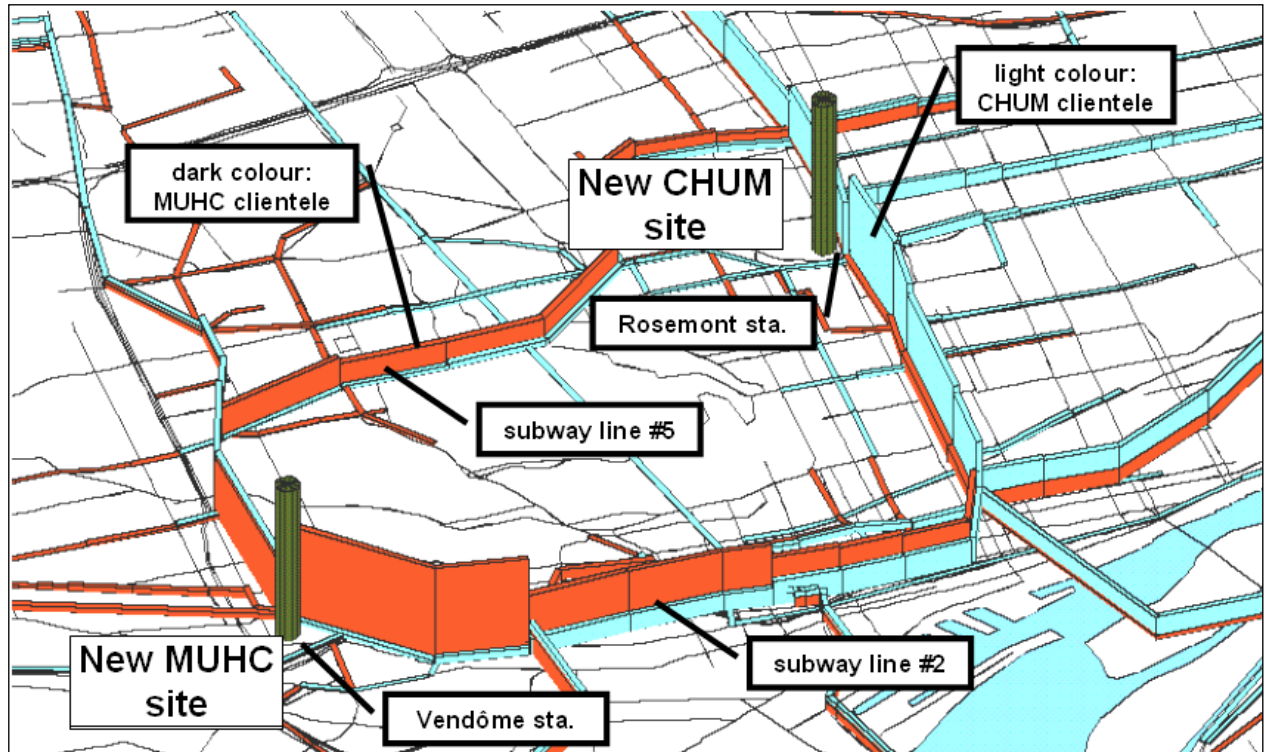 light colour:
CHUM clientele
dark colour:
MUHC clientele
New CHUM
site
Rosemont sta.
subway line #5
New MUHC
site
subway line #2
Vendôme sta.